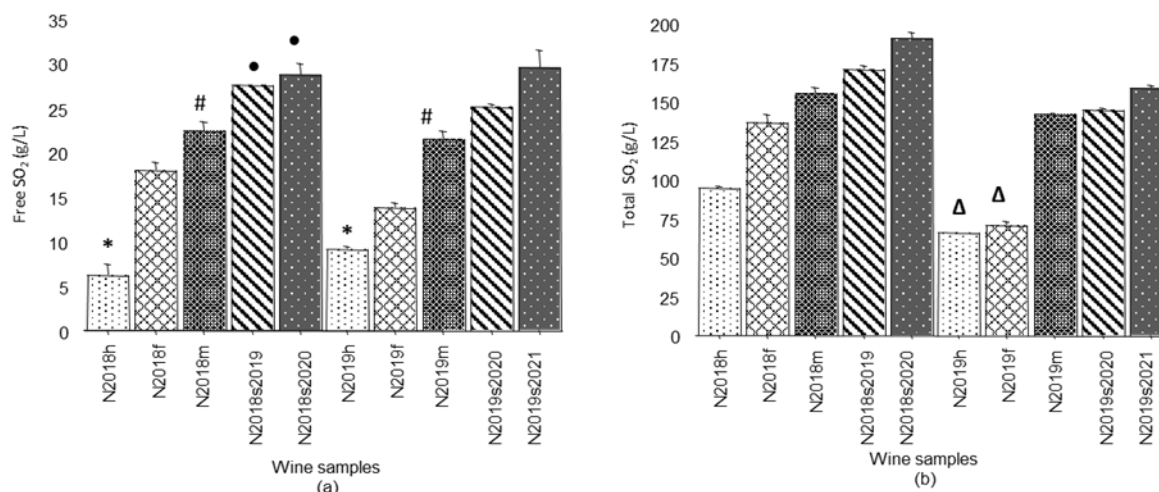 35
30
25
20
15
10
5
0
Free SO₂ (g/L)
*
#
●
●
*
#
N2018h
N2018f
N2018m
N2018s2019
N2018s2020
N2019h
N2019f
N2019m
N2019s2020
N2019s2021
Wine samples
(a)
200
175
150
125
100
75
50
25
0
Total SO₂ (g/L)
Δ
Δ
N2018h
N2018f
N2018m
N2018s2019
N2018s2020
N2019h
N2019f
N2019m
N2019s2020
N2019s2021
Wine samples
(b)